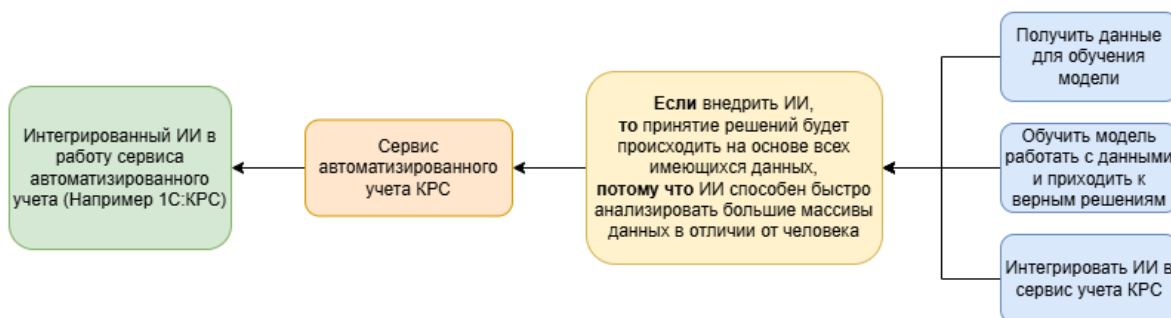 Интегрированный ИИ в
работу сервиса
автоматизированного
учета (Например 1С:КРС)
Сервис
автоматизированного
учета КРС
Если внедрить ИИ,
то принятие решений будет
происходить на основе всех
имеющихся данных,
потому что ИИ способен быстро
анализировать большие массивы
данных в отличии от человека
Получить данные
для обучения
модели
Обучить модель
работать с данными
и приходить к
верным решениям
Интегрировать ИИ в
сервис учета КРС